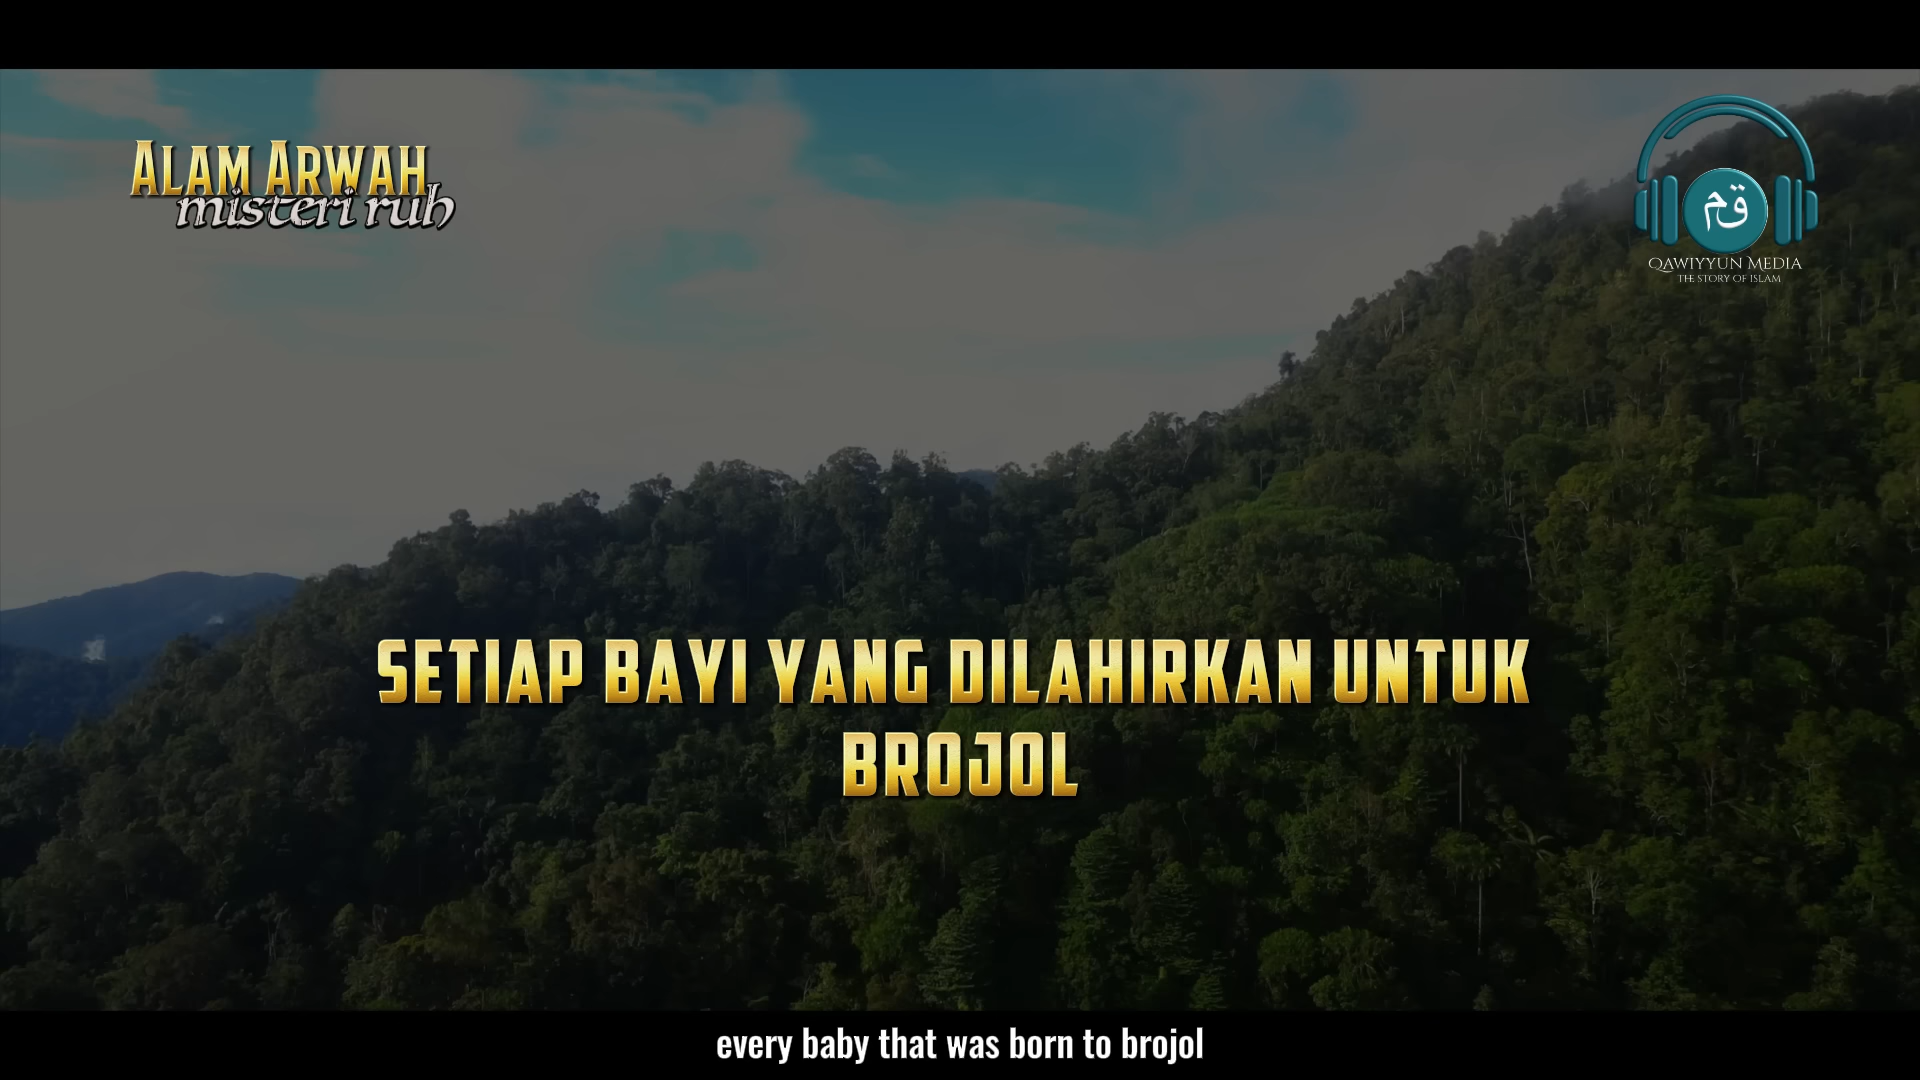 ALAM ARWAH
misteri ruh
قم
QAWIYYUN MEDIA
THE STORY OF ISLAM
SETIAP BAYI YANG DILAHIRKAN UNTUK
BROJOL
every baby that was born to brojol